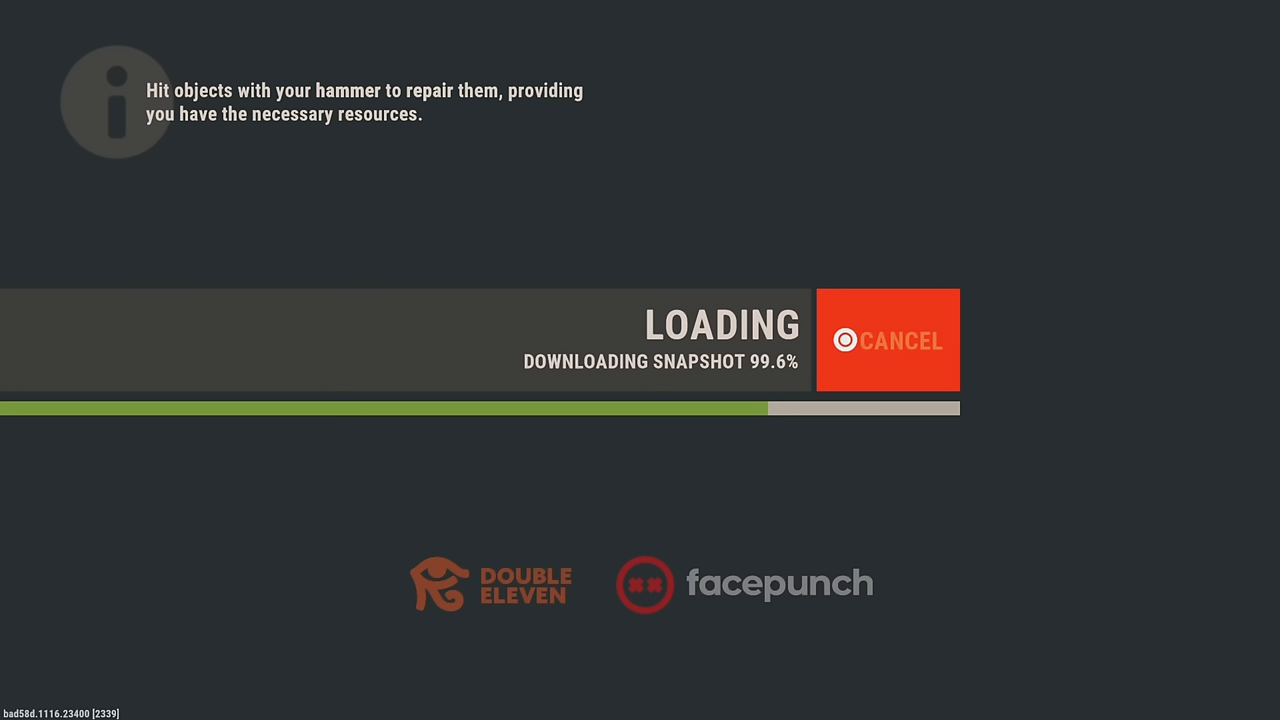 Hit objects with your hammer to repair them, providing
you have the necessary resources.
LOADING
DOWNLOADING SNAPSHOT 99.6%
CANCEL
DOUBLE
ELEVEN
facepunch
bad58d.1116.23400 [2339]